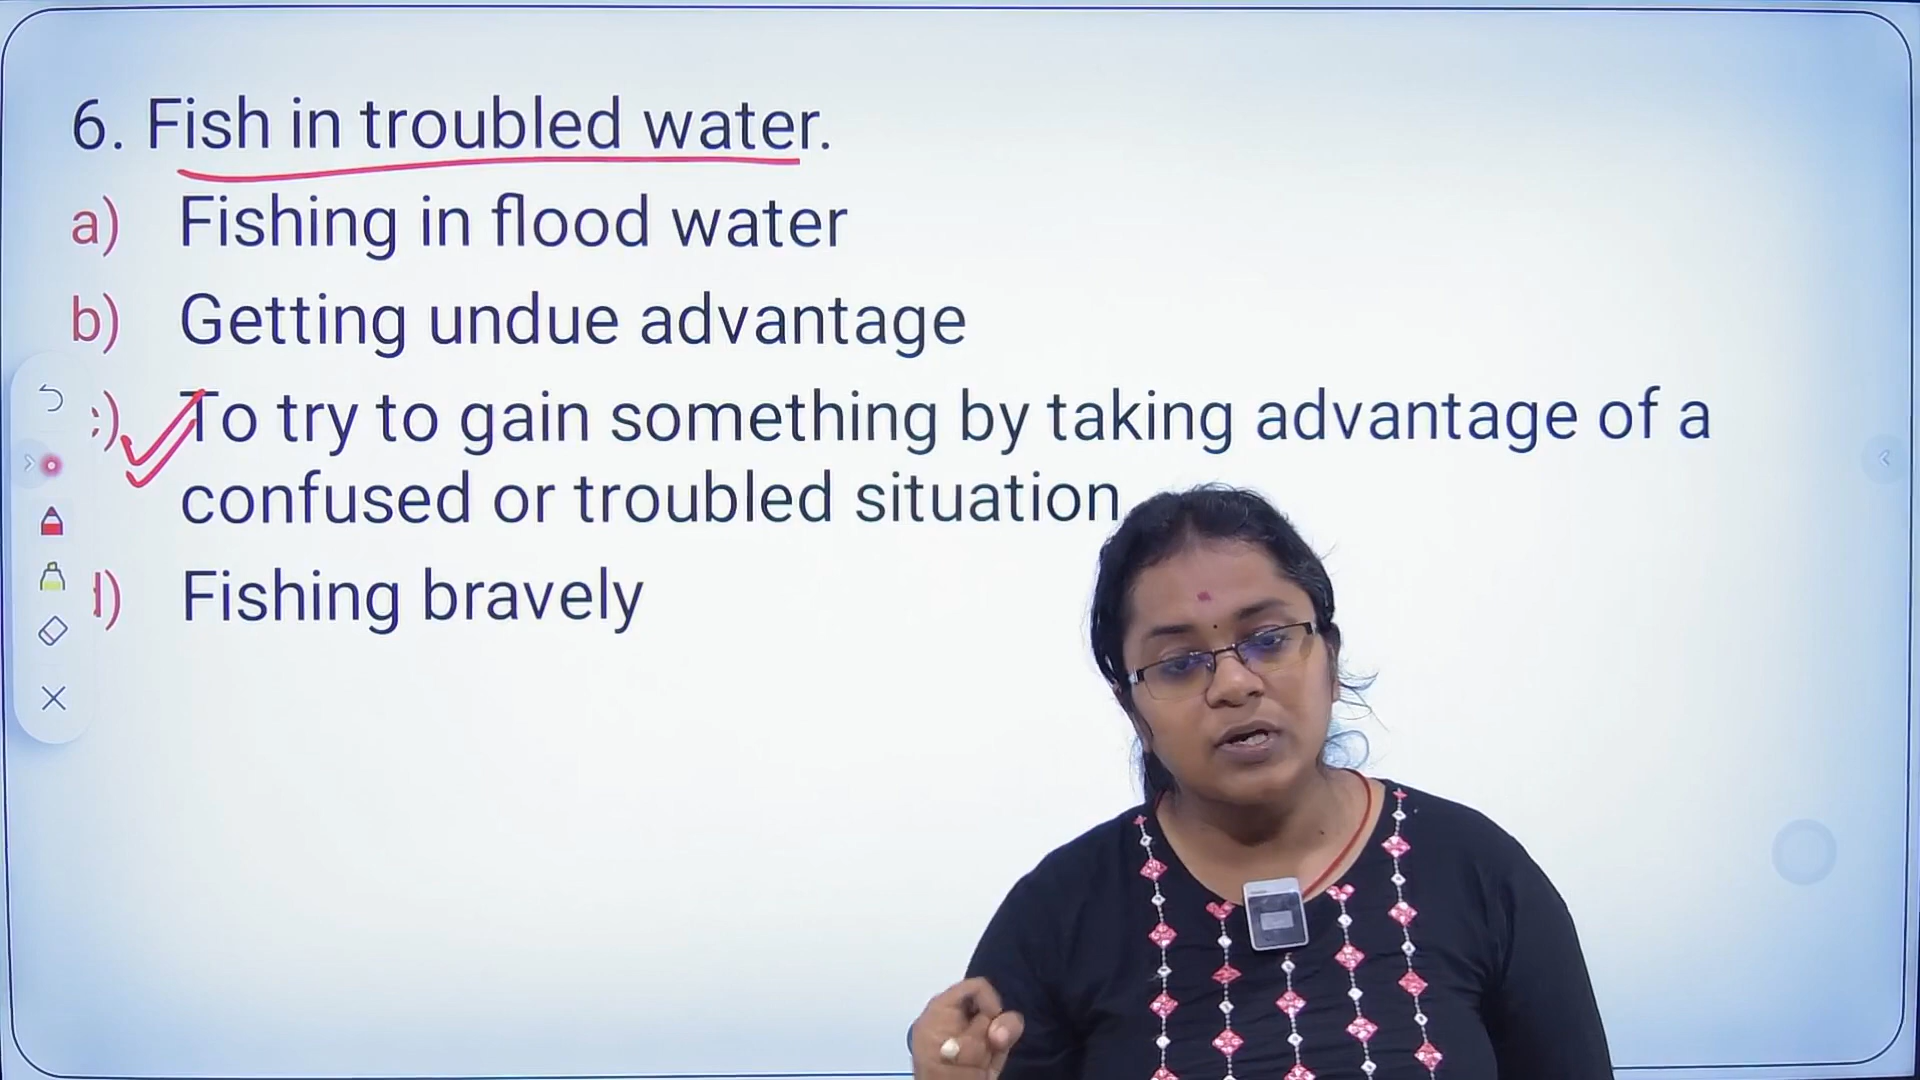 6. Fish in troubled water.
a) Fishing in flood water
b) Getting undue advantage
To try to gain something by taking advantage of a
confused or troubled situation
Fishing bravely